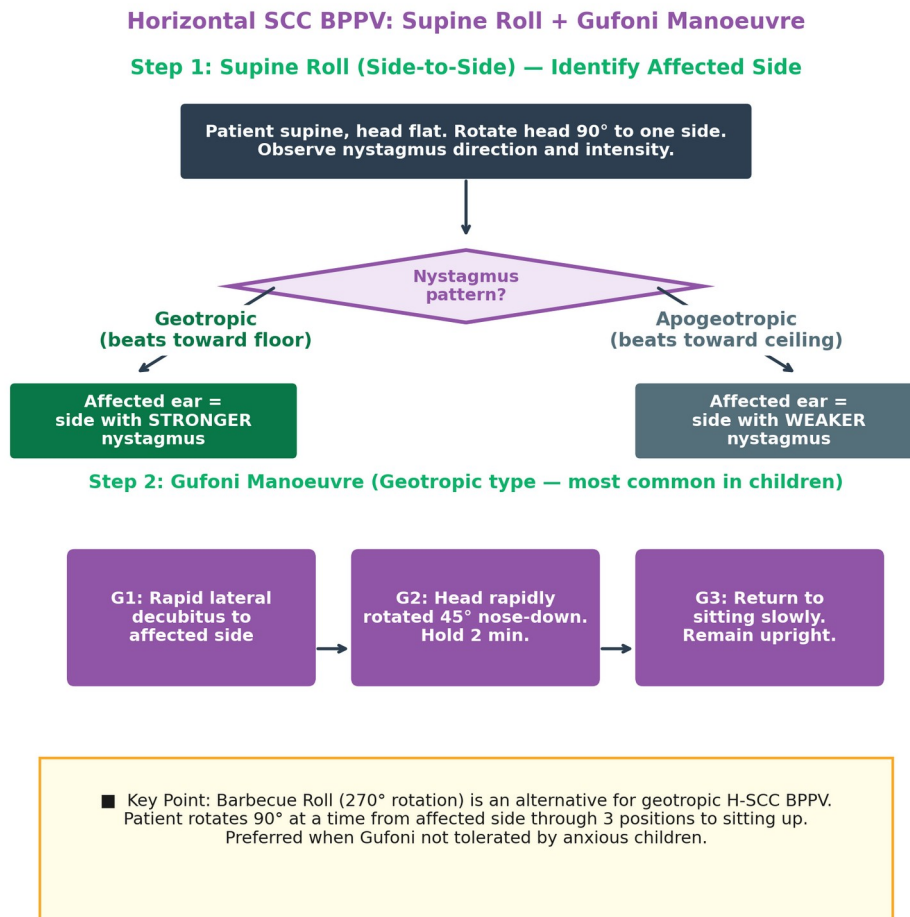 Horizontal SCC BPPV: Supine Roll + Gufoni Manoeuvre
Step 1: Supine Roll (Side-to-Side) — Identify Affected Side
Patient supine, head flat. Rotate head 90° to one side.
Observe nystagmus direction and intensity.
Nystagmus
pattern?
Geotropic
(beats toward floor)
Apogeotropic
(beats toward ceiling)
Affected ear =
side with STRONGER
nystagmus
Affected ear =
side with WEAKER
nystagmus
Step 2: Gufoni Manoeuvre (Geotropic type — most common in children)
G1: Rapid lateral
decubitus to
affected side
G2: Head rapidly
rotated 45° nose-down.
Hold 2 min.
G3: Return to
sitting slowly.
Remain upright.
■ Key Point: Barbecue Roll (270° rotation) is an alternative for geotropic H-SCC BPPV.
Patient rotates 90° at a time from affected side through 3 positions to sitting up.
Preferred when Gufoni not tolerated by anxious children.